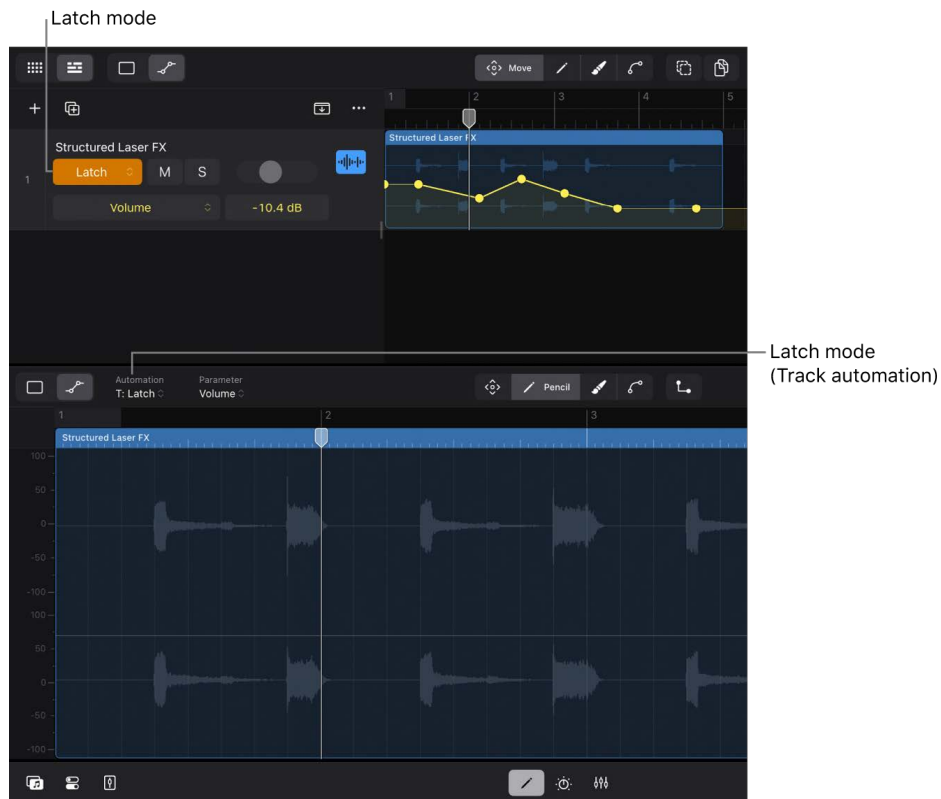 Latch mode
Move
1 2 3 4 5
Structured Laser FX
Structured Laser FX
1 Latch M S
Volume -10.4 dB
Latch mode
(Track automation)
Automation Parameter
T: Latch Volume
Pencil
1 2 3
Structured Laser FX
100
50
0
-50
-100
100
50
0
-50
-100